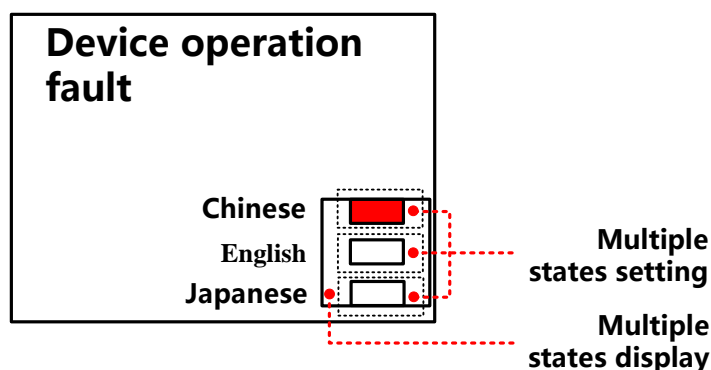 Device operation
fault
Chinese
English
Japanese
Multiple
states setting
Multiple
states display